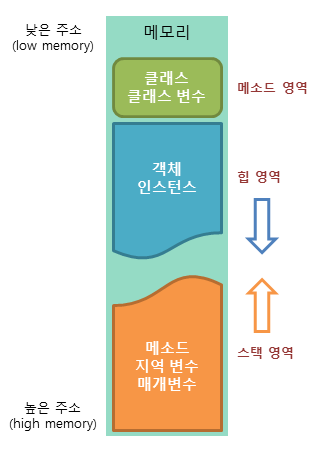 낮은 주소
(low memory)
메모리
클래스
클래스 변수
메소드 영역
객체
인스턴스
힙 영역
메소드
지역 변수
매개변수
스택 영역
높은 주소
(high memory)